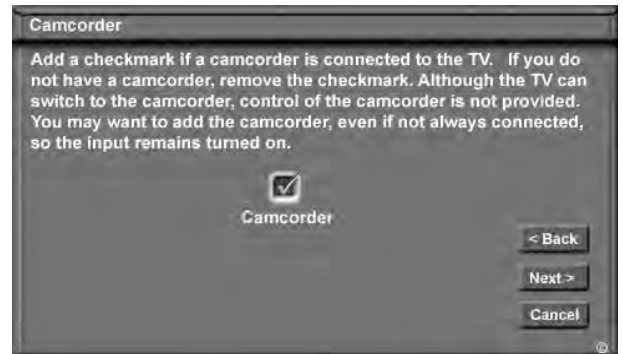 Camcorder
Add a checkmark if a camcorder is connected to the TV. If you do
not have a camcorder, remove the checkmark. Although the TV can
switch to the camcorder, control of the camcorder is not provided.
You may want to add the camcorder, even if not always connected,
so the input remains turned on.
Camcorder
< Back
Next >
Cancel
©